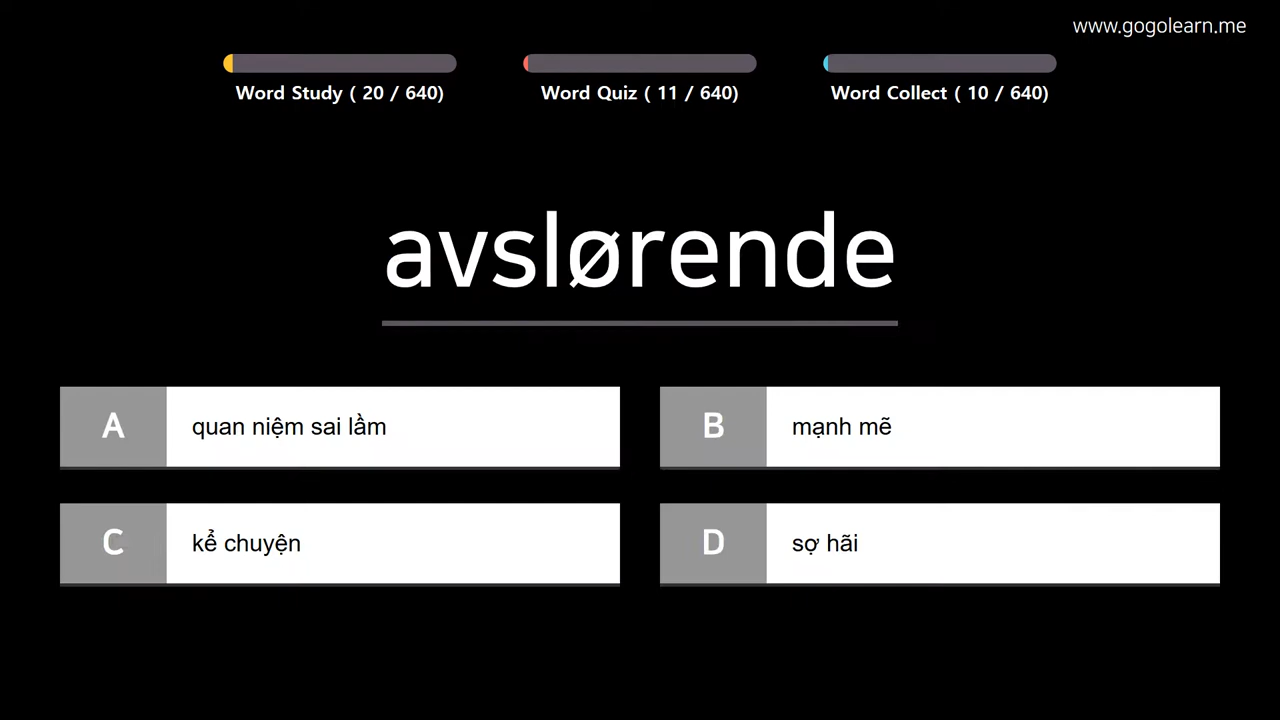 www.gogolearn.me
Word Study ( 20 / 640)
Word Quiz ( 11 / 640)
Word Collect ( 10 / 640)
avslørende
A quan niệm sai lầm
B mạnh mẽ
C kể chuyện
D sợ hãi